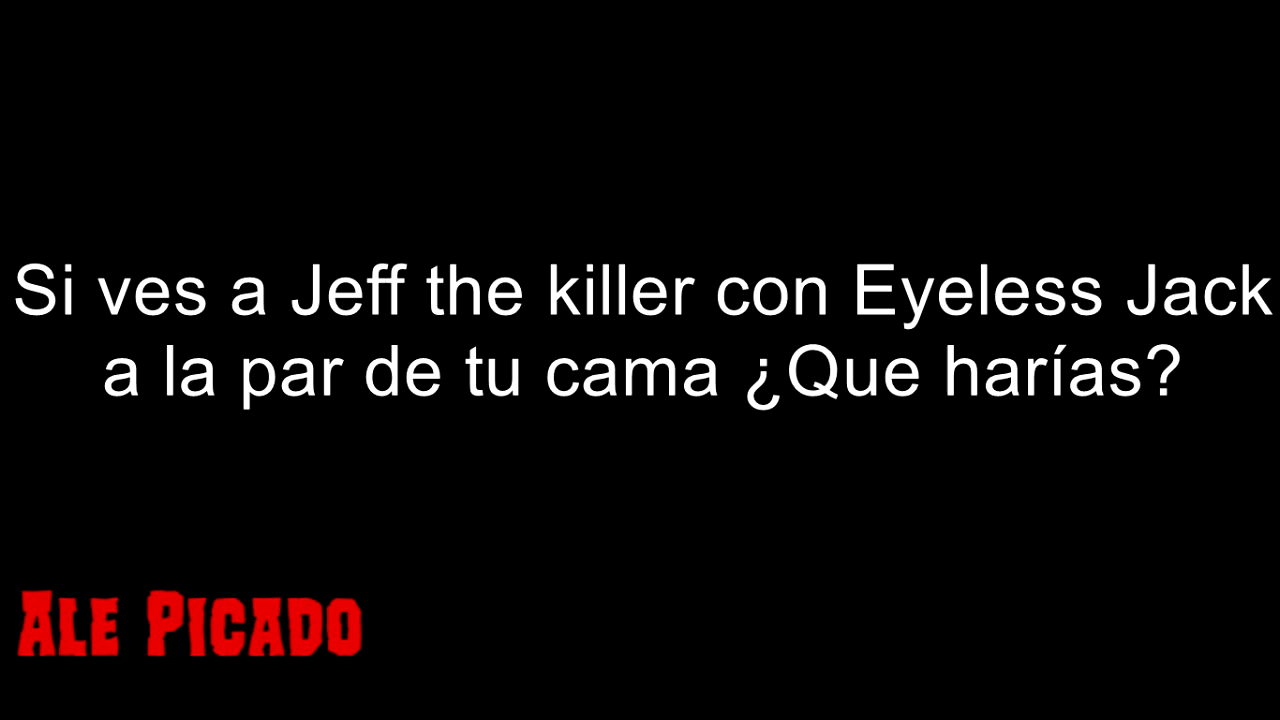 Si ves a Jeff the killer con Eyeless Jack
a la par de tu cama ¿Que harías?
ALE PICADO